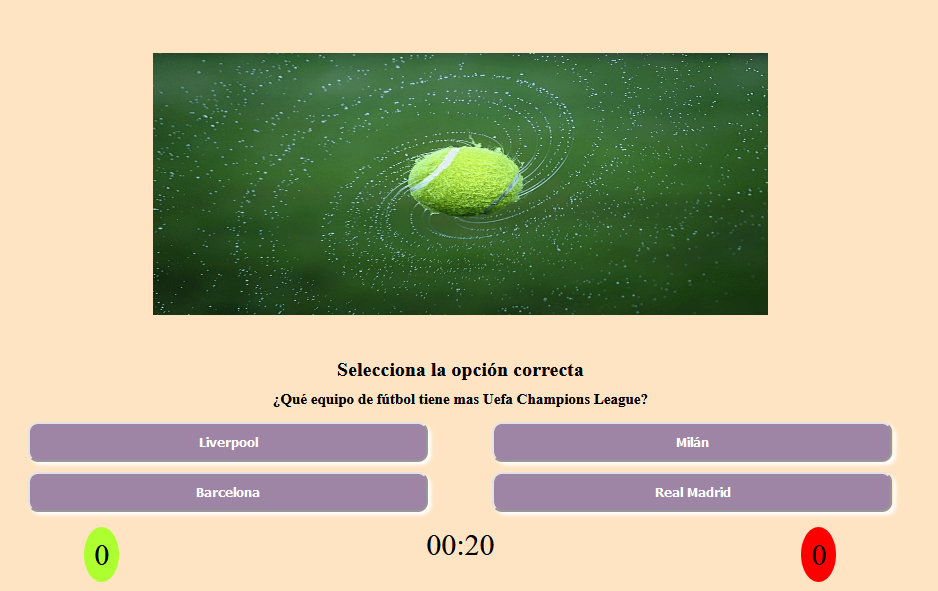 Selecciona la opción correcta
¿Qué equipo de fútbol tiene mas Uefa Champions League?
Liverpool
Milán
Barcelona
Real Madrid
0
00:20
0